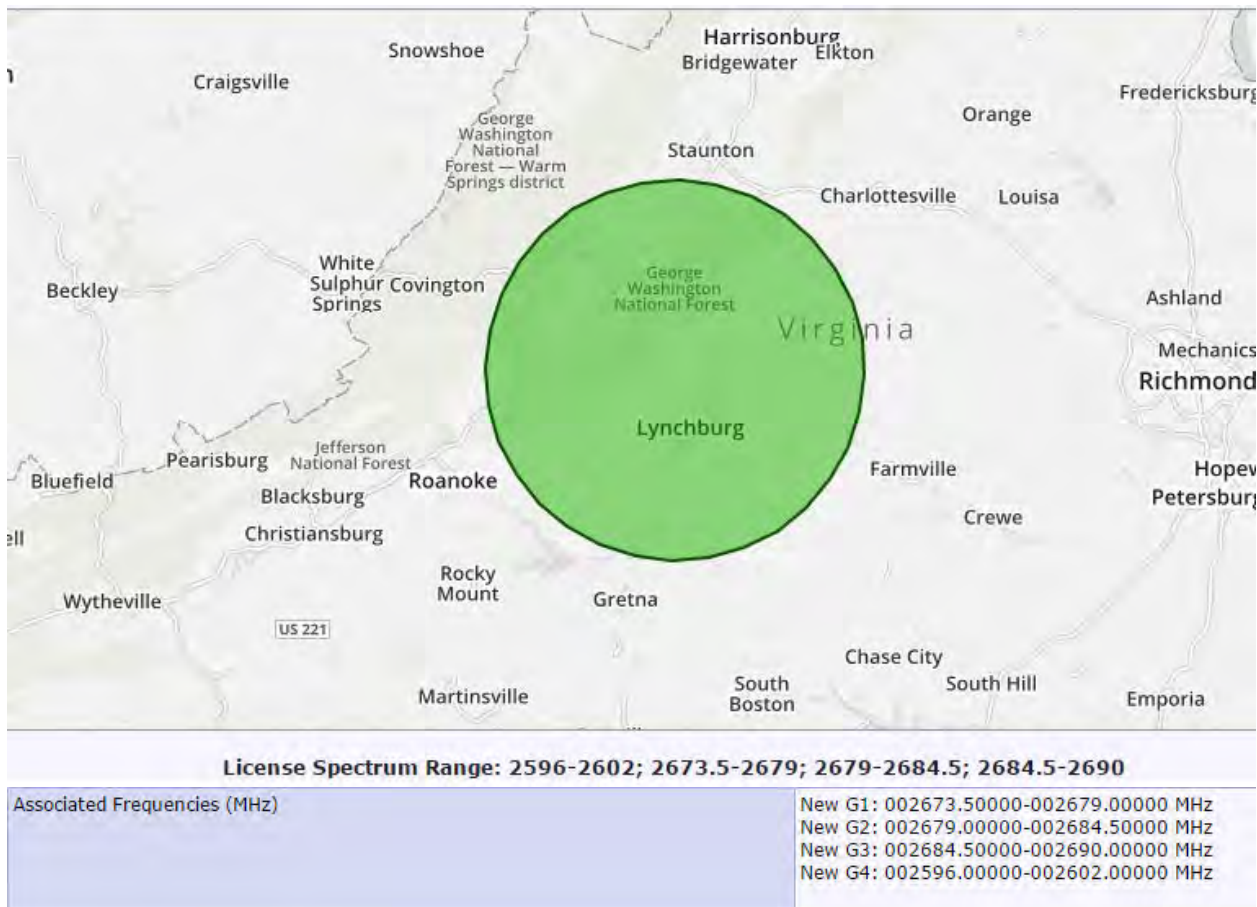 Harrisonburg
Snowshoe
Bridgewater
Elkton
Craigsville
Fredericksburg
Orange
George
Washington
National
Forest — Warm
Springs district
Staunton
Charlottesville
Louisa
White
Sulphur
Springs
Covington
George
Washington
National Forest
Beckley
Ashland
Virginia
Mechanics
Richmond
Lynchburg
Jefferson
National Forest
Pearisburg
Farmville
Hopew
Bluefield
Roanoke
Blacksburg
Petersburg
Crewe
Christiansburg
ell
Rocky
Mount
Wytheville
Gretna
US 221
Chase City
Martinsville
South
Boston
South Hill
Emporia
License Spectrum Range: 2596-2602; 2673.5-2679; 2679-2684.5; 2684.5-2690
Associated Frequencies (MHz)
New G1: 002673.50000-002679.00000 MHz
New G2: 002679.00000-002684.50000 MHz
New G3: 002684.50000-002690.00000 MHz
New G4: 002596.00000-002602.00000 MHz